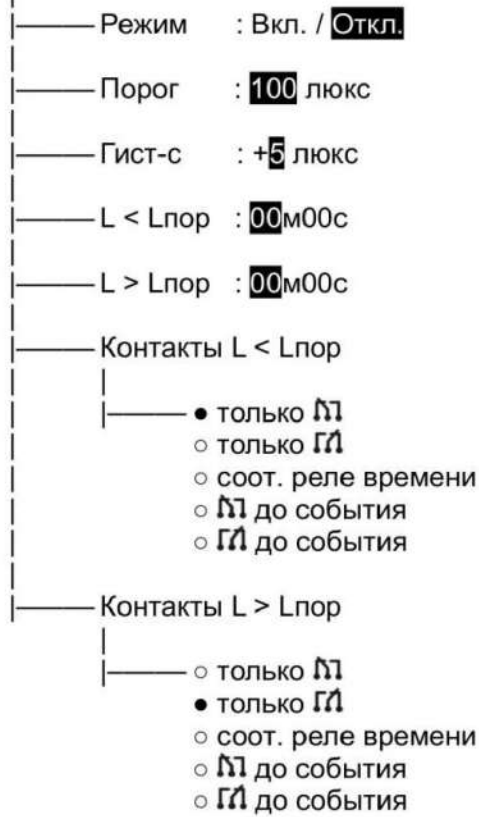 Режим : Вкл. / Откл.
Порог : 100 люкс
Гист-с : +5 люкс
L < Lпор : 00м00с
L > Lпор : 00м00с
Контакты L < Lпор
● только
○ только
○ соот. реле времени
○ до события
○ до события
Контакты L > Lпор
○ только
● только
○ соот. реле времени
○ до события
○ до события